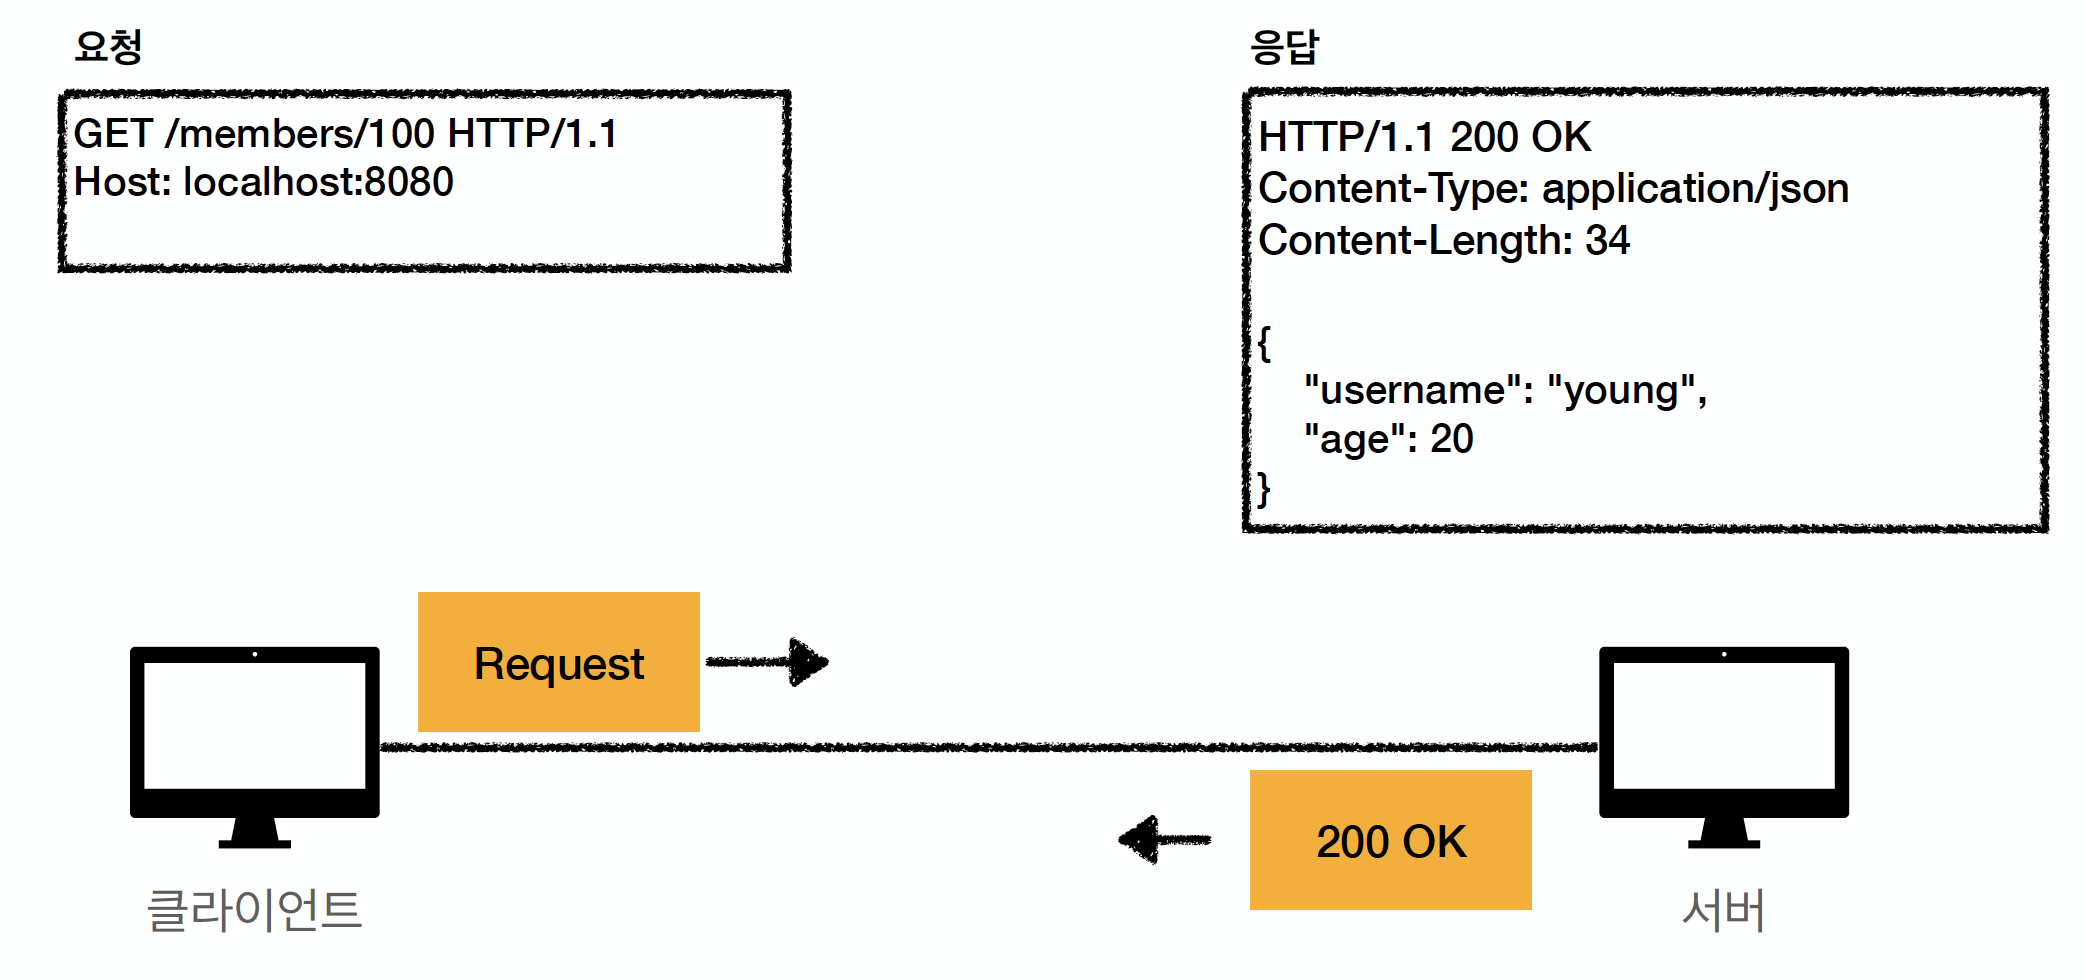 요청
GET /members/100 HTTP/1.1
Host: localhost:8080
응답
HTTP/1.1 200 OK
Content-Type: application/json
Content-Length: 34
{
"username": "young",
"age": 20
}
Request
200 OK
클라이언트
서버